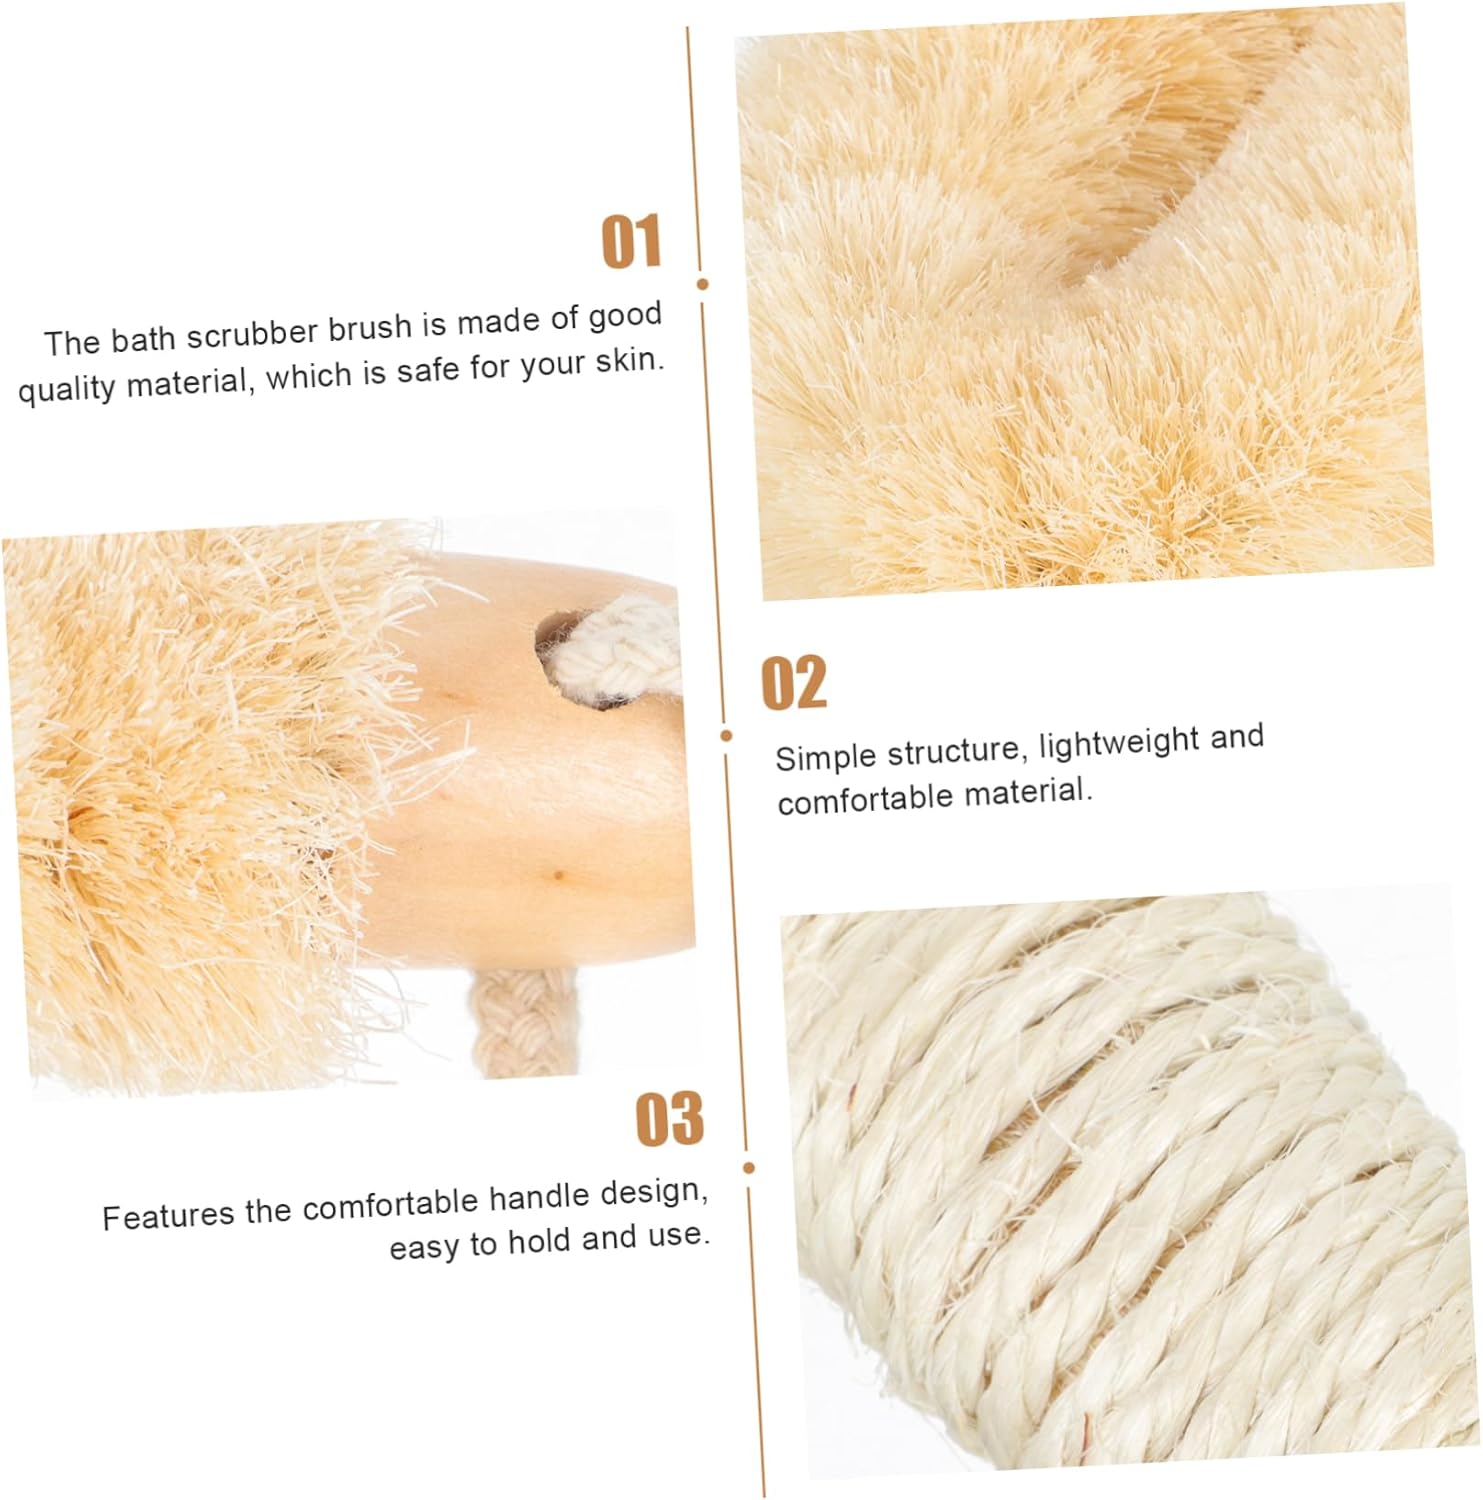 01
The bath scrubber brush is made of good
quality material, which is safe for your skin.
02
Simple structure, lightweight and
comfortable material.
03
Features the comfortable handle design,
easy to hold and use.